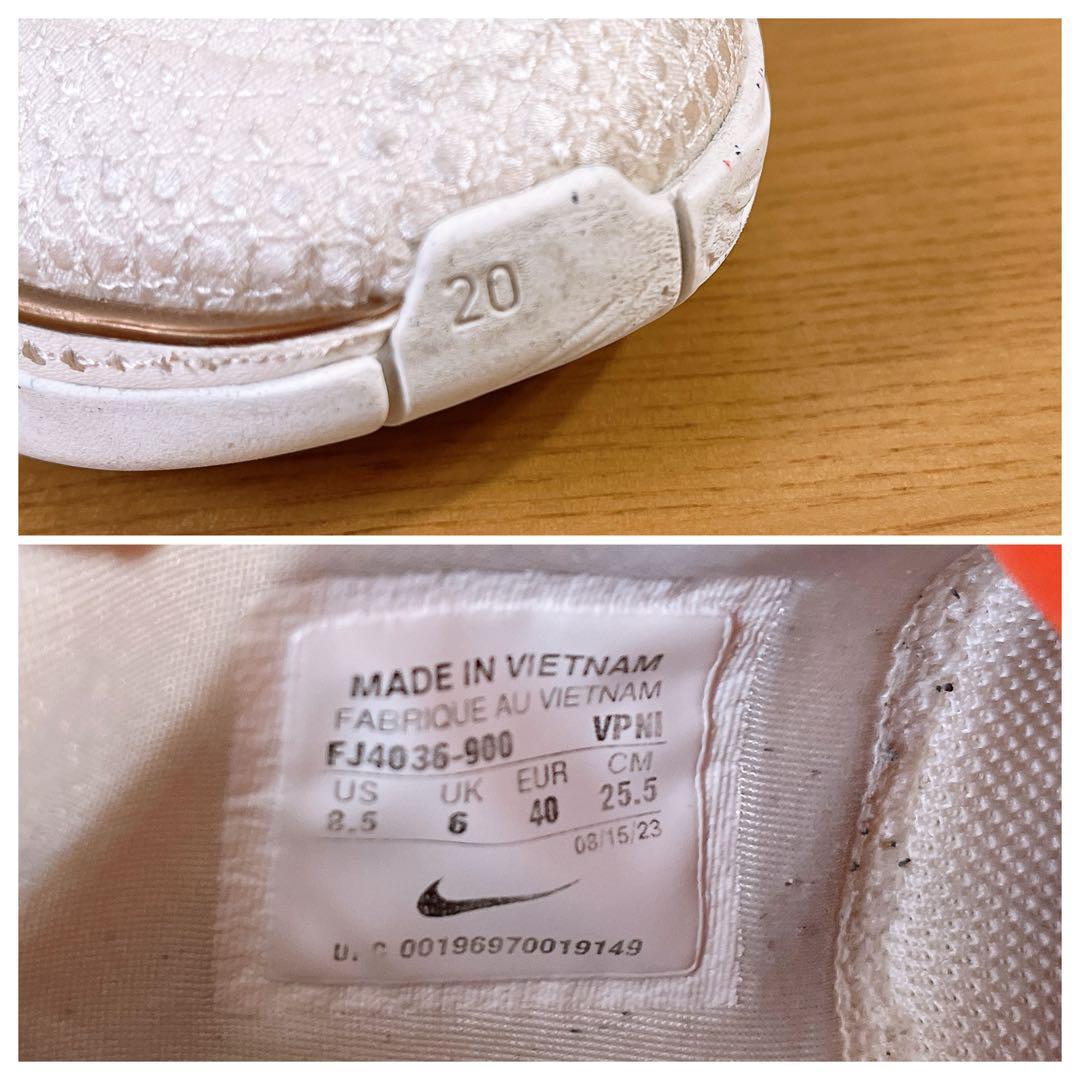 20
MADE IN VIETNAM
FABRIQUE AU VIETNAM
FJ4036-900 VPNI
US UK EUR CM
8.5 6 40 25.5
08/15/23
00196970019149